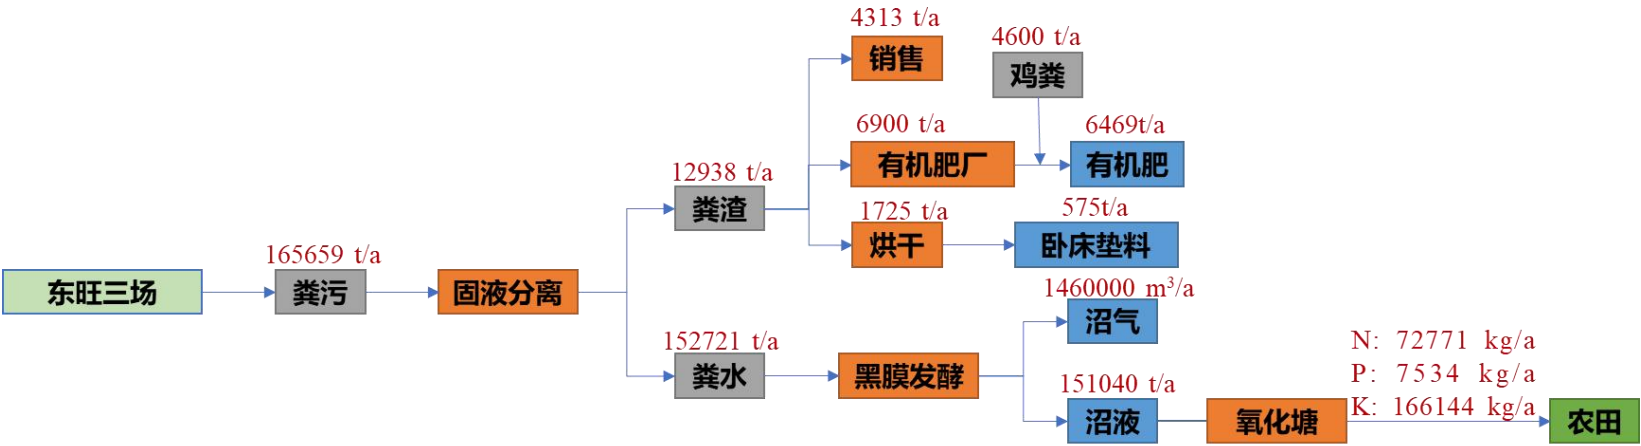 4313 t/a
销售
4600 t/a
鸡粪
6900 t/a
有机肥厂
6469t/a
有机肥
12938 t/a
粪渣
1725 t/a
烘干
575t/a
卧床垫料
165659 t/a
东旺三场
粪污
固液分离
1460000 m³/a
沼气
152721 t/a
粪水
黑膜发酵
151040 t/a
沼液
氧化塘
N: 72771 kg/a
P: 7534 kg/a
K: 166144 kg/a
农田